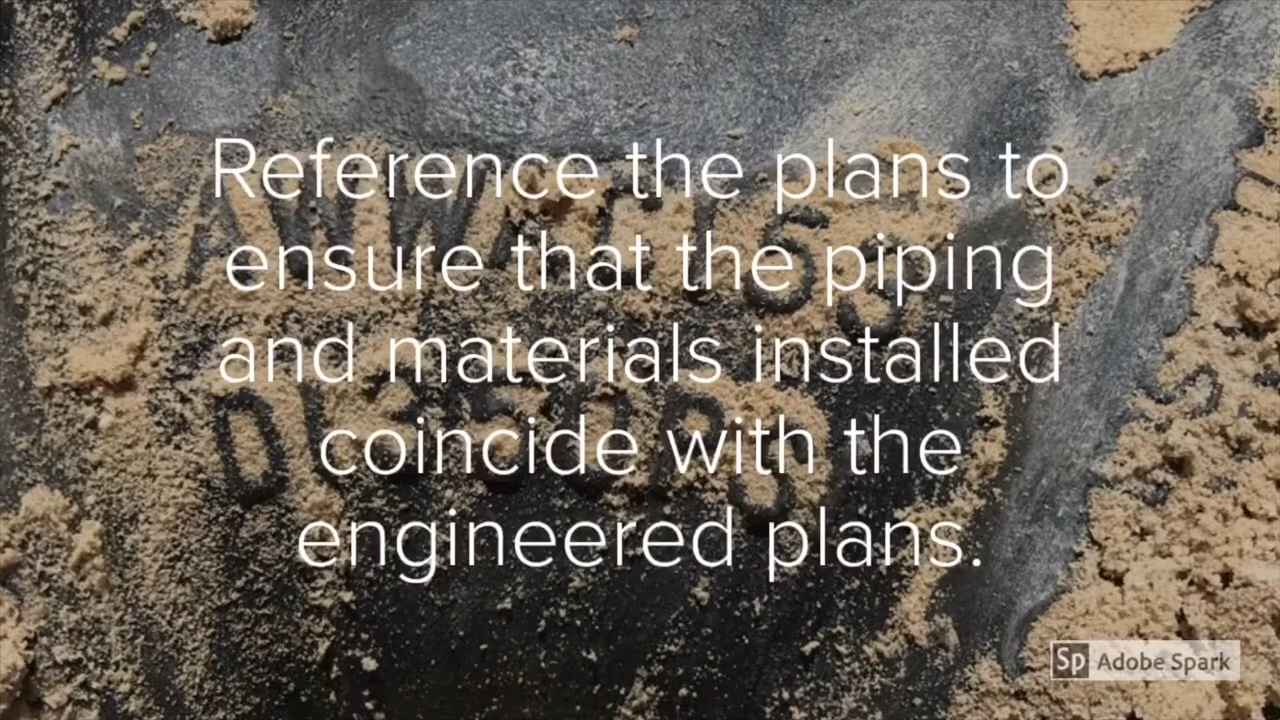 Reference the plans to
ensure that the piping
and materials installed
coincide with the
engineered plans.
Sp Adobe Spark